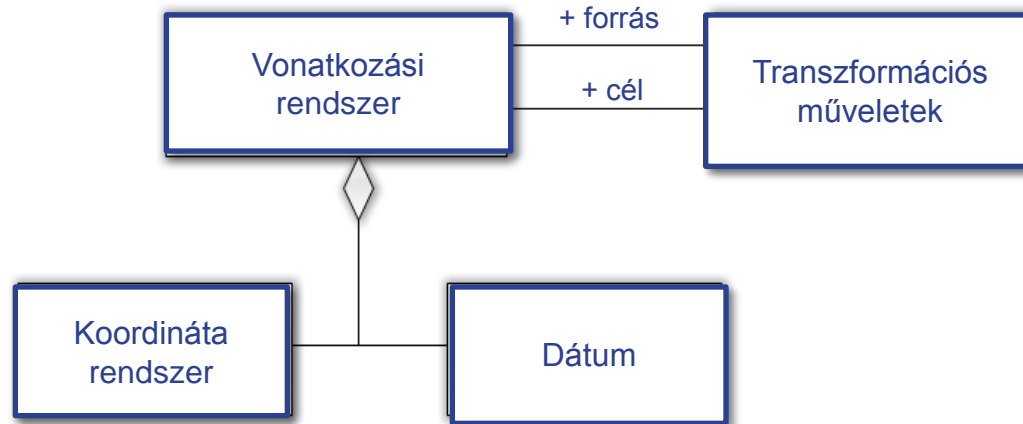 + forrás
Vonatkozási
rendszer
+ cél
Transzformációs
műveletek
Koordináta
rendszer
Dátum